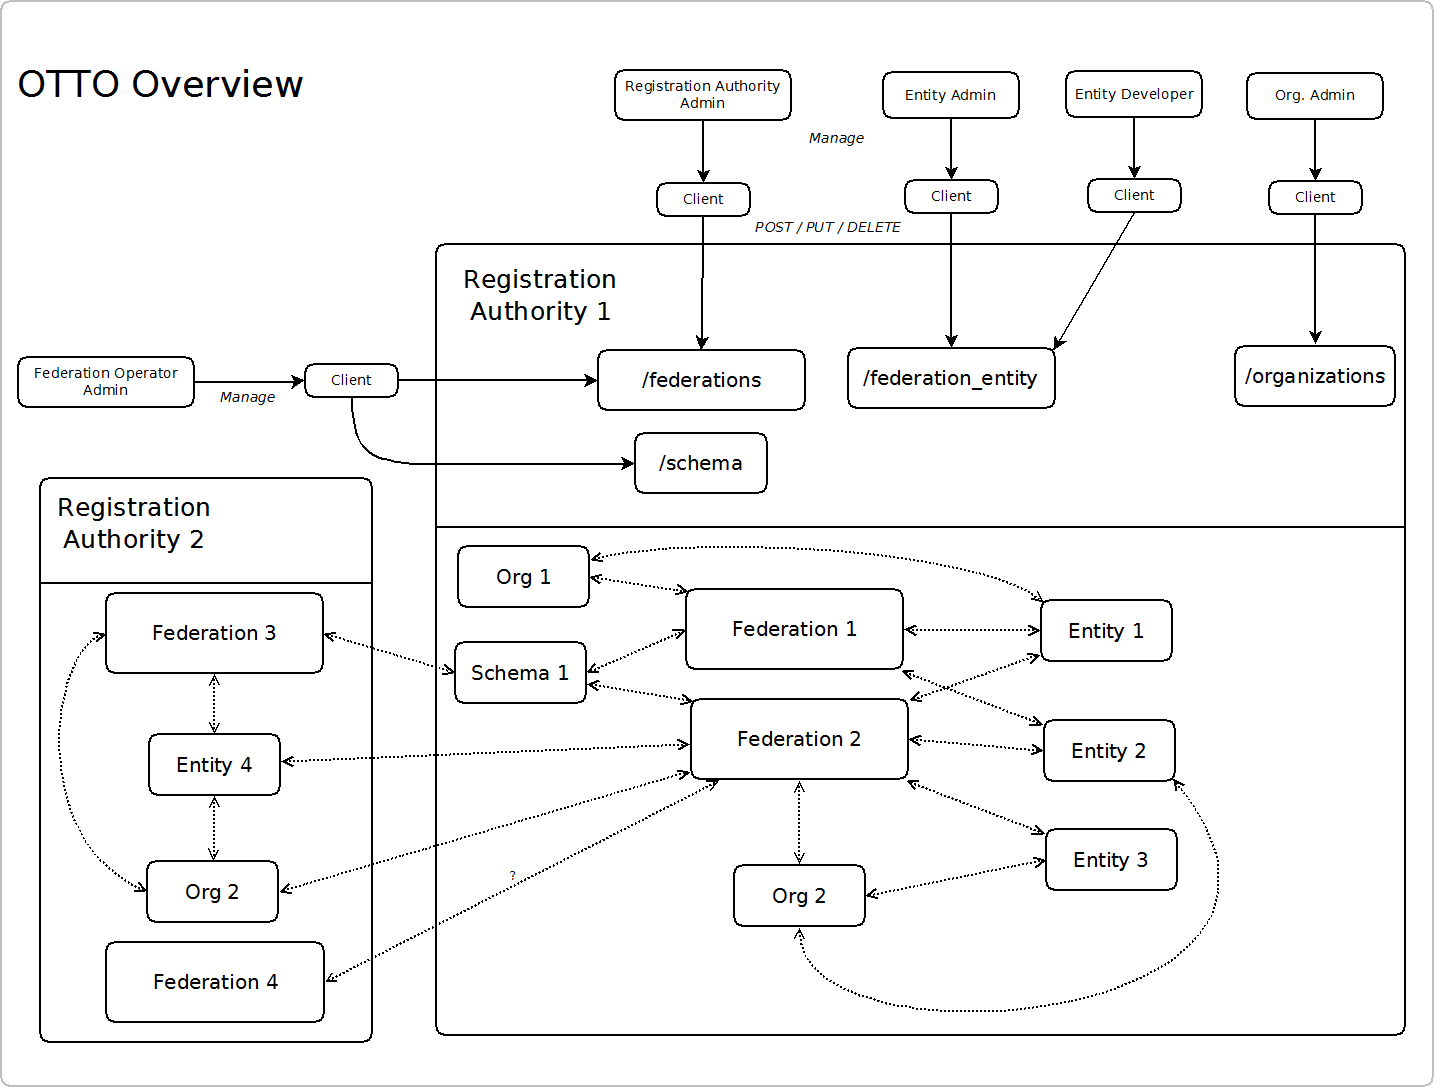 OTTO Overview
Registration Authority
Admin
Entity Admin
Entity Developer
Org. Admin
Manage
Client
Client
Client
Client
POST / PUT / DELETE
Registration
Authority 1
Federation Operator
Admin
Manage
Client
/federations
/federation_entity
/organizations
/schema
Registration
Authority 2
Federation 3
Entity 4
Org 2
Federation 4
?
Org 1
Schema 1
Federation 1
Federation 2
Org 2
Entity 1
Entity 2
Entity 3